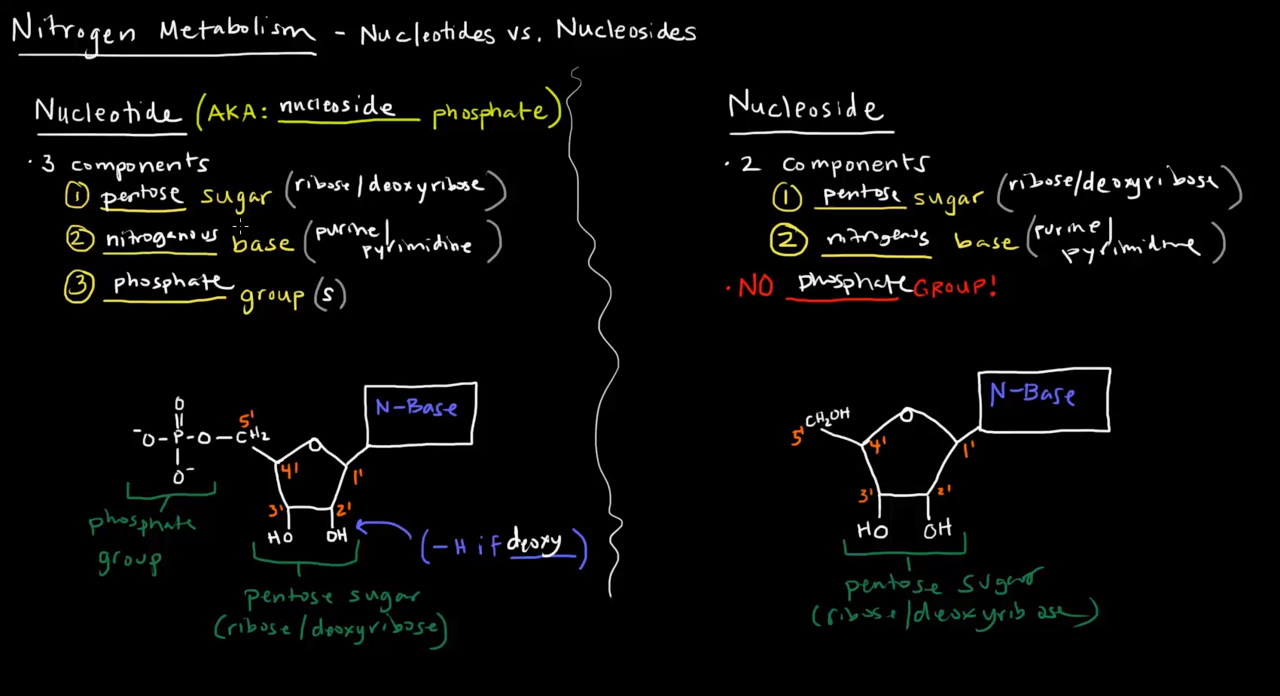 Nitrogen Metabolism - Nucleotides vs. Nucleosides
Nucleotide (AKA: nucleoside phosphate)
• 3 components
① pentose sugar (ribose/deoxyribose)
② nitrogenous base (purine/
pyrimidine)
③ phosphate group(s)
N-Base
O
⁻O-P-O-CH₂
5'
O
O⁻
4'
1'
3'
2'
HO
OH
(-H if deoxy)
phosphate
group
pentose sugar
(ribose/deoxyribose)
Nucleoside
• 2 components
① pentose sugar (ribose/deoxyribose)
② nitrogenous base (purine/
pyrimidine)
• NO phosphate GROUP!
N-Base
CH₂OH
5'
O
4'
1'
3'
2'
HO
OH
pentose sugar
(ribose/deoxyribose)